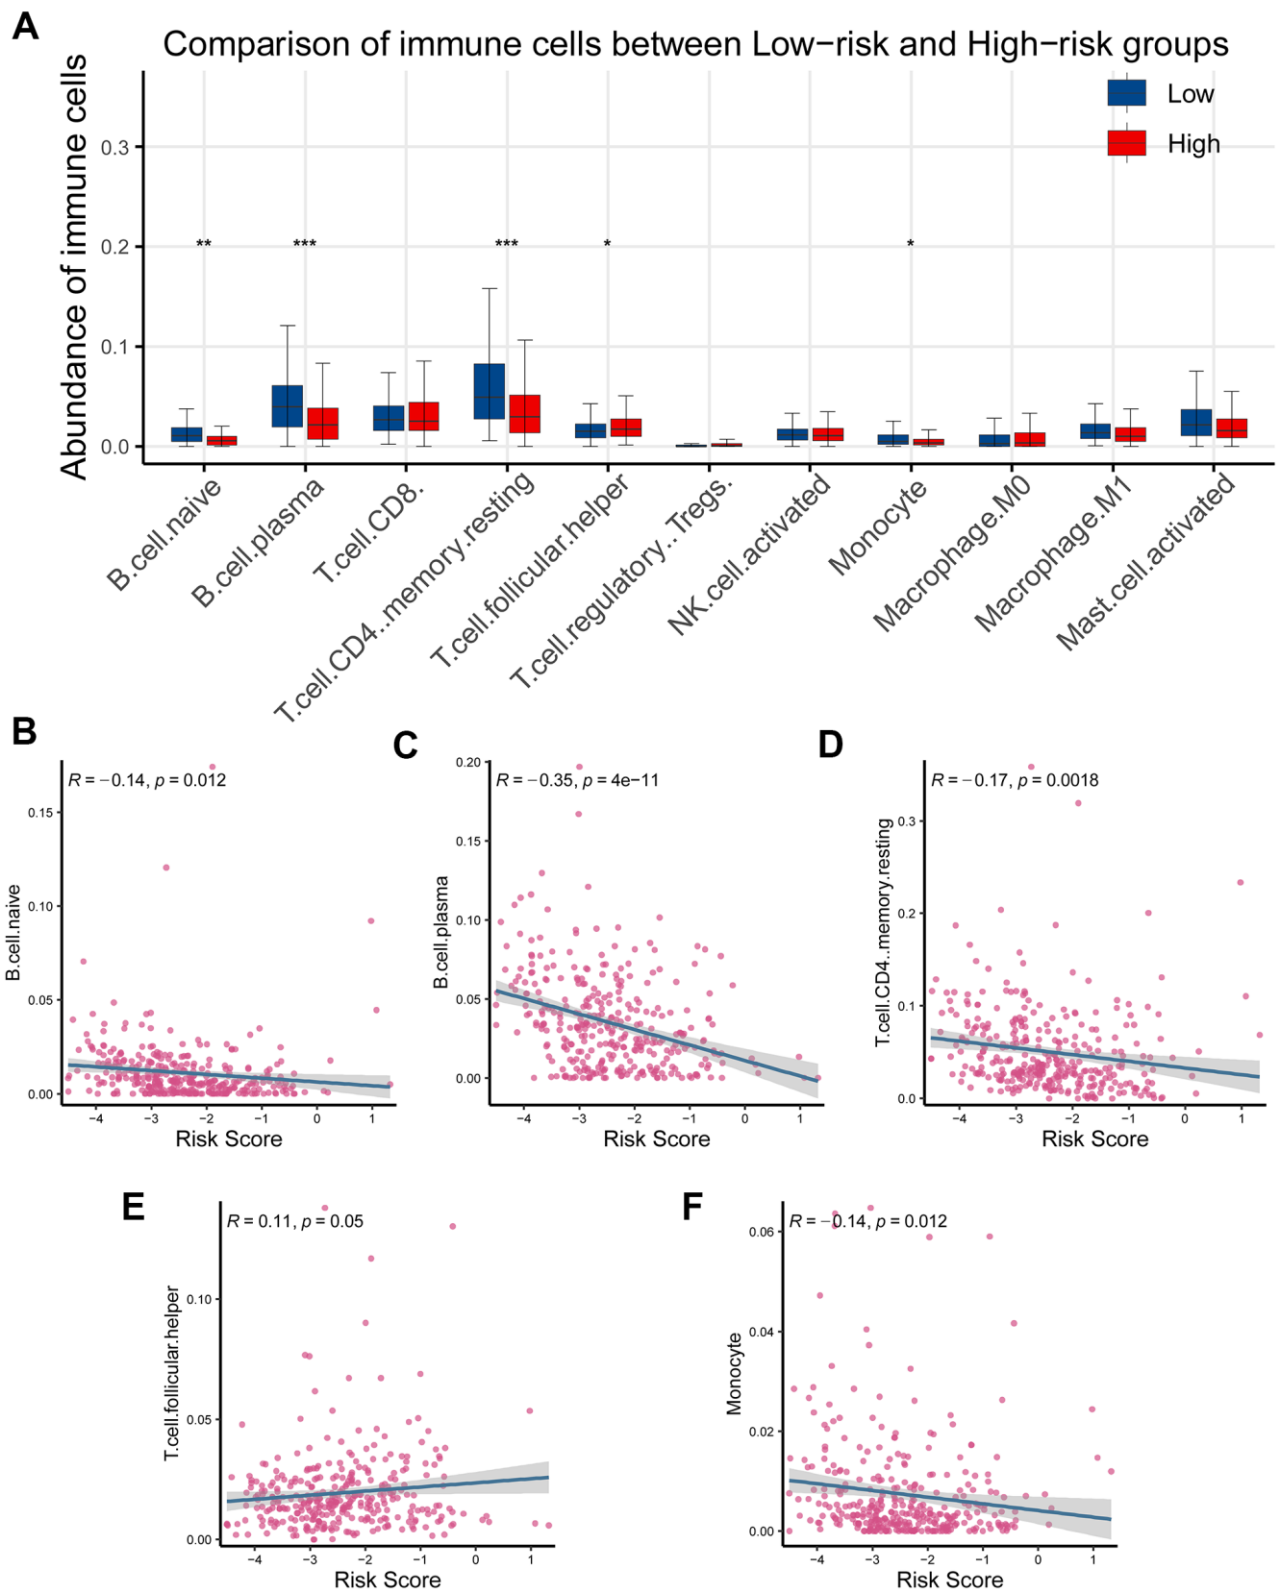 A
Comparison of immune cells between Low−risk and High−risk groups
Abundance of immune cells
Low
High
0.3
0.2
0.1
0.0
**
***
***
*
*
B.cell.naive
B.cell.plasma
T.cell.CD8.
T.cell.CD4..memory.resting
T.cell.follicular.helper
T.cell.regulatory..Tregs.
NK.cell.activated
Monocyte
Macrophage.M0
Macrophage.M1
Mast.cell.activated
B
R = −0.14, p = 0.012
B.cell.naive
0.15
0.10
0.05
0.00
−4 −3 −2 −1 0 1
Risk Score
C
R = −0.35, p = 4e−11
B.cell.plasma
0.20
0.15
0.10
0.05
0.00
−4 −3 −2 −1 0 1
Risk Score
D
R = −0.17, p = 0.0018
T.cell.CD4..memory.resting
0.3
0.2
0.1
0.0
−4 −3 −2 −1 0 1
Risk Score
E
R = 0.11, p = 0.05
T.cell.follicular.helper
0.10
0.05
0.00
−4 −3 −2 −1 0 1
Risk Score
F
R = −0.14, p = 0.012
Monocyte
0.06
0.04
0.02
0.00
−4 −3 −2 −1 0 1
Risk Score